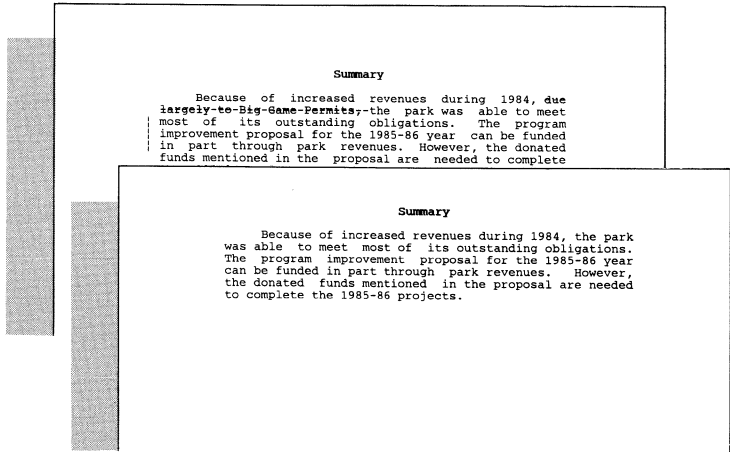 Summary
Because of increased revenues during 1984, due
largely to Big Game Permits, the park was able to meet
most of its outstanding obligations. The program
improvement proposal for the 1985-86 year can be funded
in part through park revenues. However, the donated
funds mentioned in the proposal are needed to complete
Summary
Because of increased revenues during 1984, the park
was able to meet most of its outstanding obligations.
The program improvement proposal for the 1985-86 year
can be funded in part through park revenues. However,
the donated funds mentioned in the proposal are needed
to complete the 1985-86 projects.